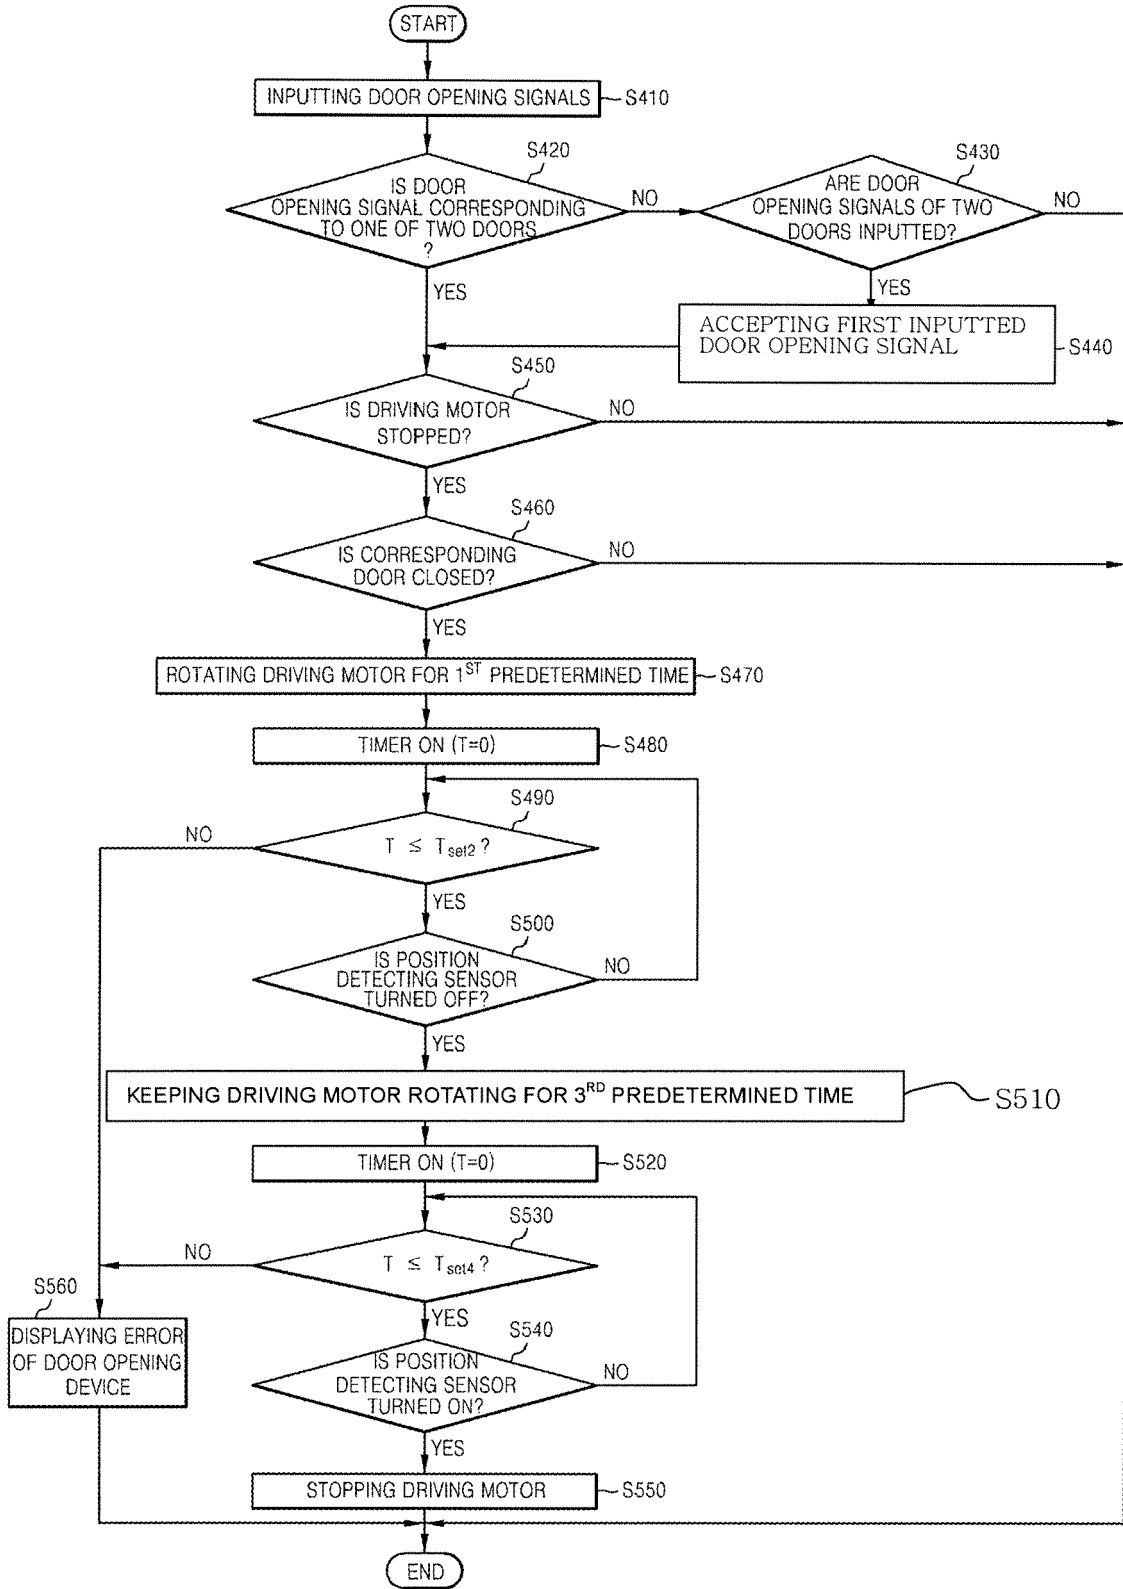 START
INPUTTING DOOR OPENING SIGNALS
S410
S420
IS DOOR
OPENING SIGNAL CORRESPONDING
TO ONE OF TWO DOORS
?
NO
YES
S430
ARE DOOR
OPENING SIGNALS OF TWO
DOORS INPUTTED?
NO
YES
ACCEPTING FIRST INPUTTED
DOOR OPENING SIGNAL
S440
S450
IS DRIVING MOTOR
STOPPED?
NO
YES
S460
IS CORRESPONDING
DOOR CLOSED?
NO
YES
ROTATING DRIVING MOTOR FOR 1ST PREDETERMINED TIME
S470
TIMER ON (T=0)
S480
S490
NO
T ≤ Tset2 ?
YES
S500
IS POSITION
DETECTING SENSOR
TURNED OFF?
NO
YES
KEEPING DRIVING MOTOR ROTATING FOR 3RD PREDETERMINED TIME
S510
TIMER ON (T=0)
S520
S530
NO
T ≤ Tset4 ?
YES
S560
DISPLAYING ERROR
OF DOOR OPENING
DEVICE
S540
IS POSITION
DETECTING SENSOR
TURNED ON?
NO
YES
STOPPING DRIVING MOTOR
S550
END